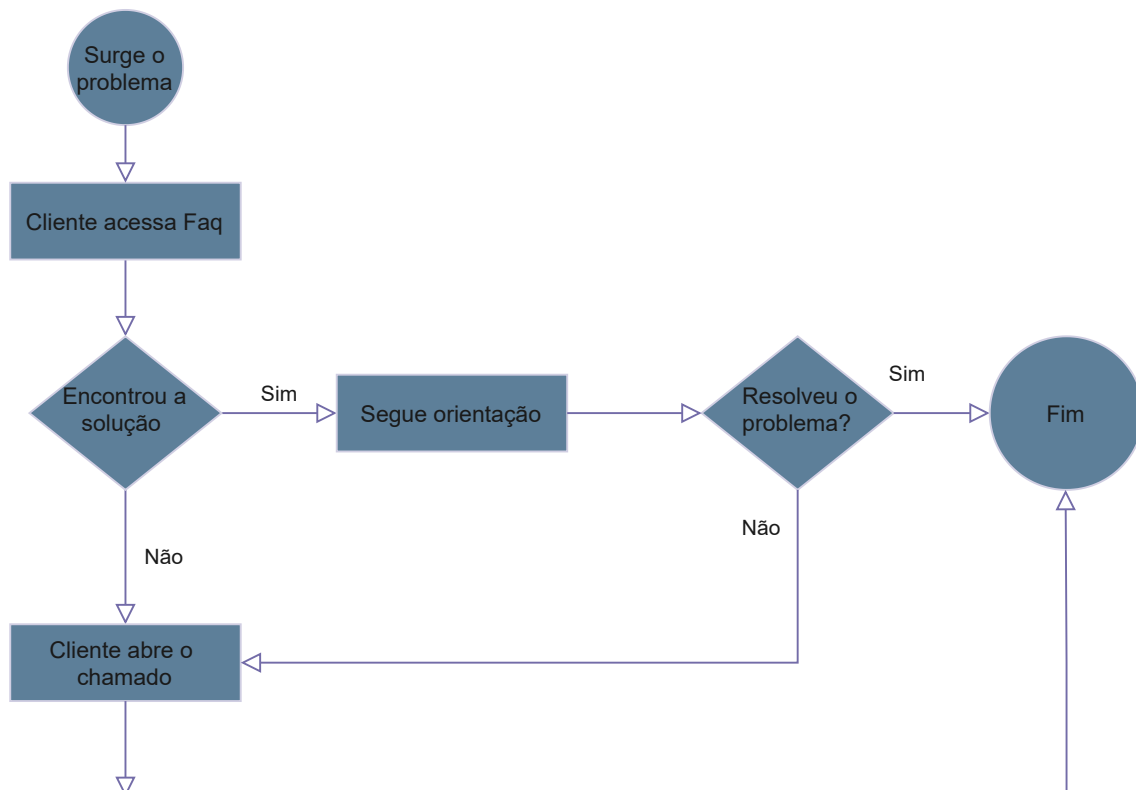 Surge o
problema
Cliente acessa Faq
Encontrou a
solução
Sim
Segue orientação
Resolveu o
problema?
Sim
Fim
Não
Não
Cliente abre o
chamado